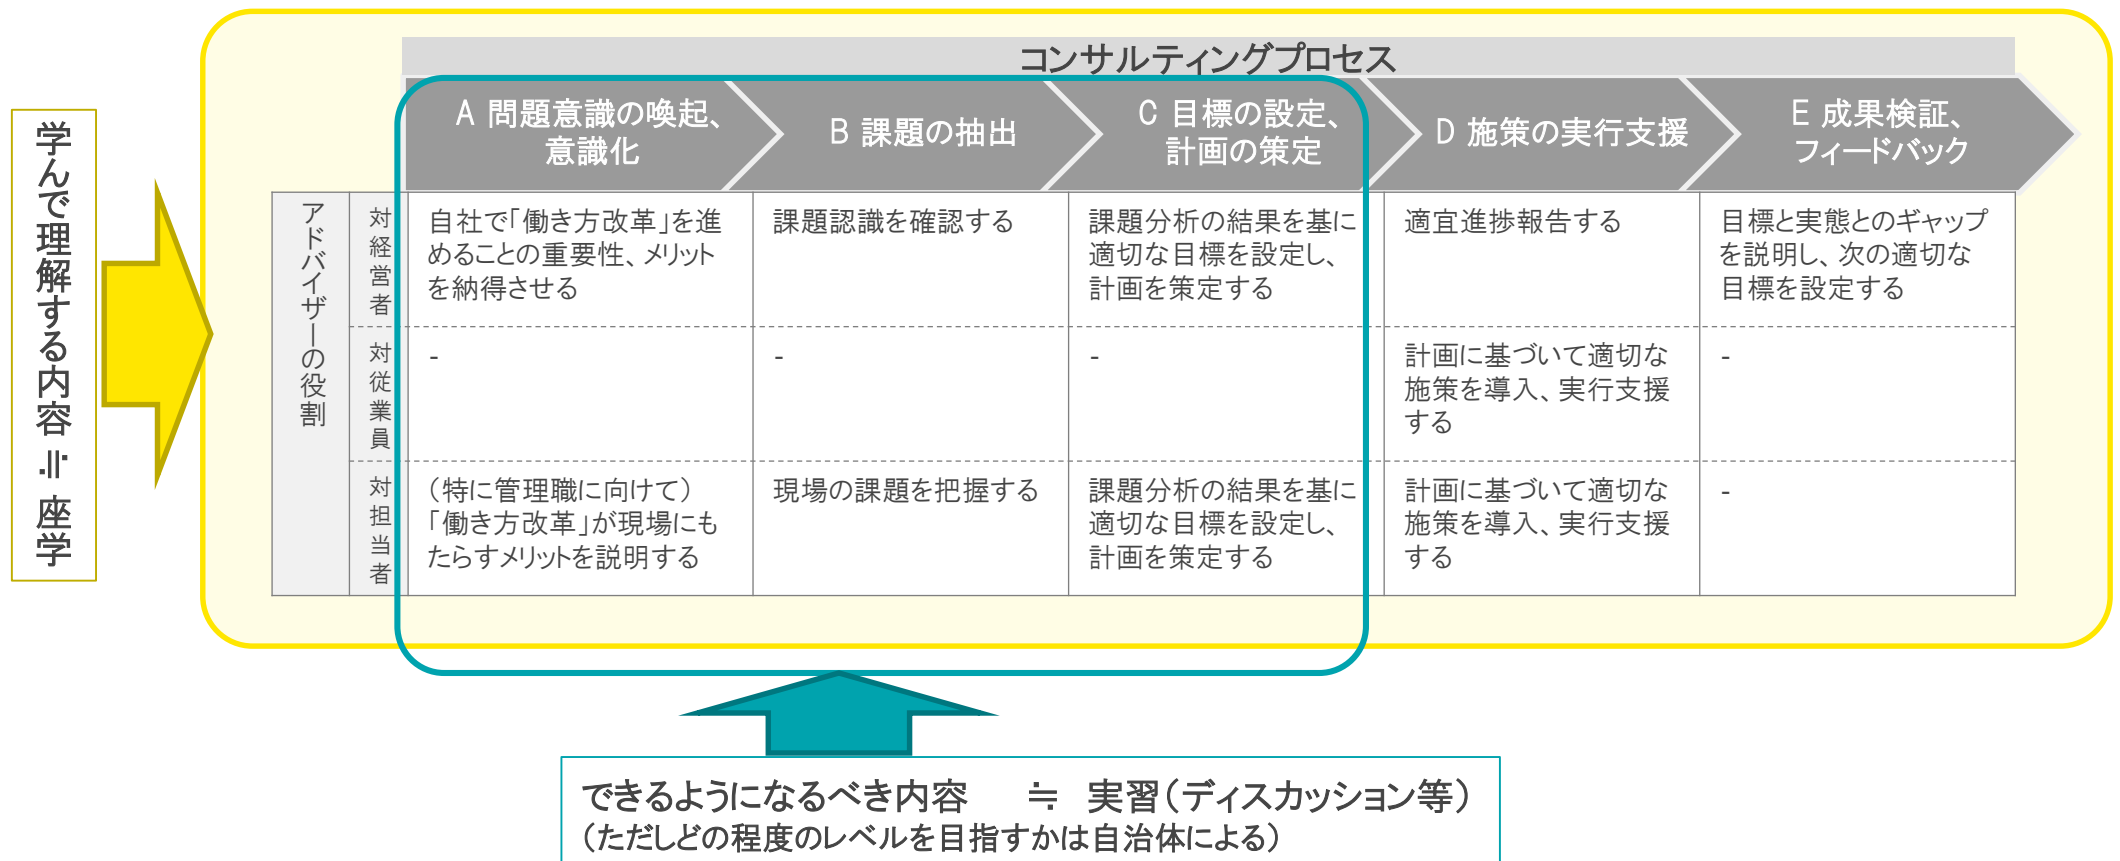 コンサルティングプロセス
A 問題意識の喚起、
意識化
B 課題の抽出
C 目標の設定、
計画の策定
D 施策の実行支援
E 成果検証、
フィードバック
学んで理解する内容 ≒ 座学
アドバイザーの役割
対経営者
自社で「働き方改革」を進
めることの重要性、メリット
を納得させる
課題認識を確認する
課題分析の結果を基に
適切な目標を設定し、
計画を策定する
適宜進捗報告する
目標と実態とのギャップ
を説明し、次の適切な
目標を設定する
対従業員
-
-
-
計画に基づいて適切な
施策を導入、実行支援
する
-
対担当者
（特に管理職に向けて）
「働き方改革」が現場にも
たらすメリットを説明する
現場の課題を把握する
課題分析の結果を基に
適切な目標を設定し、
計画を策定する
計画に基づいて適切な
施策を導入、実行支援
する
-
できるようになるべき内容 ≒ 実習（ディスカッション等）
（ただしどの程度のレベルを目指すかは自治体による）